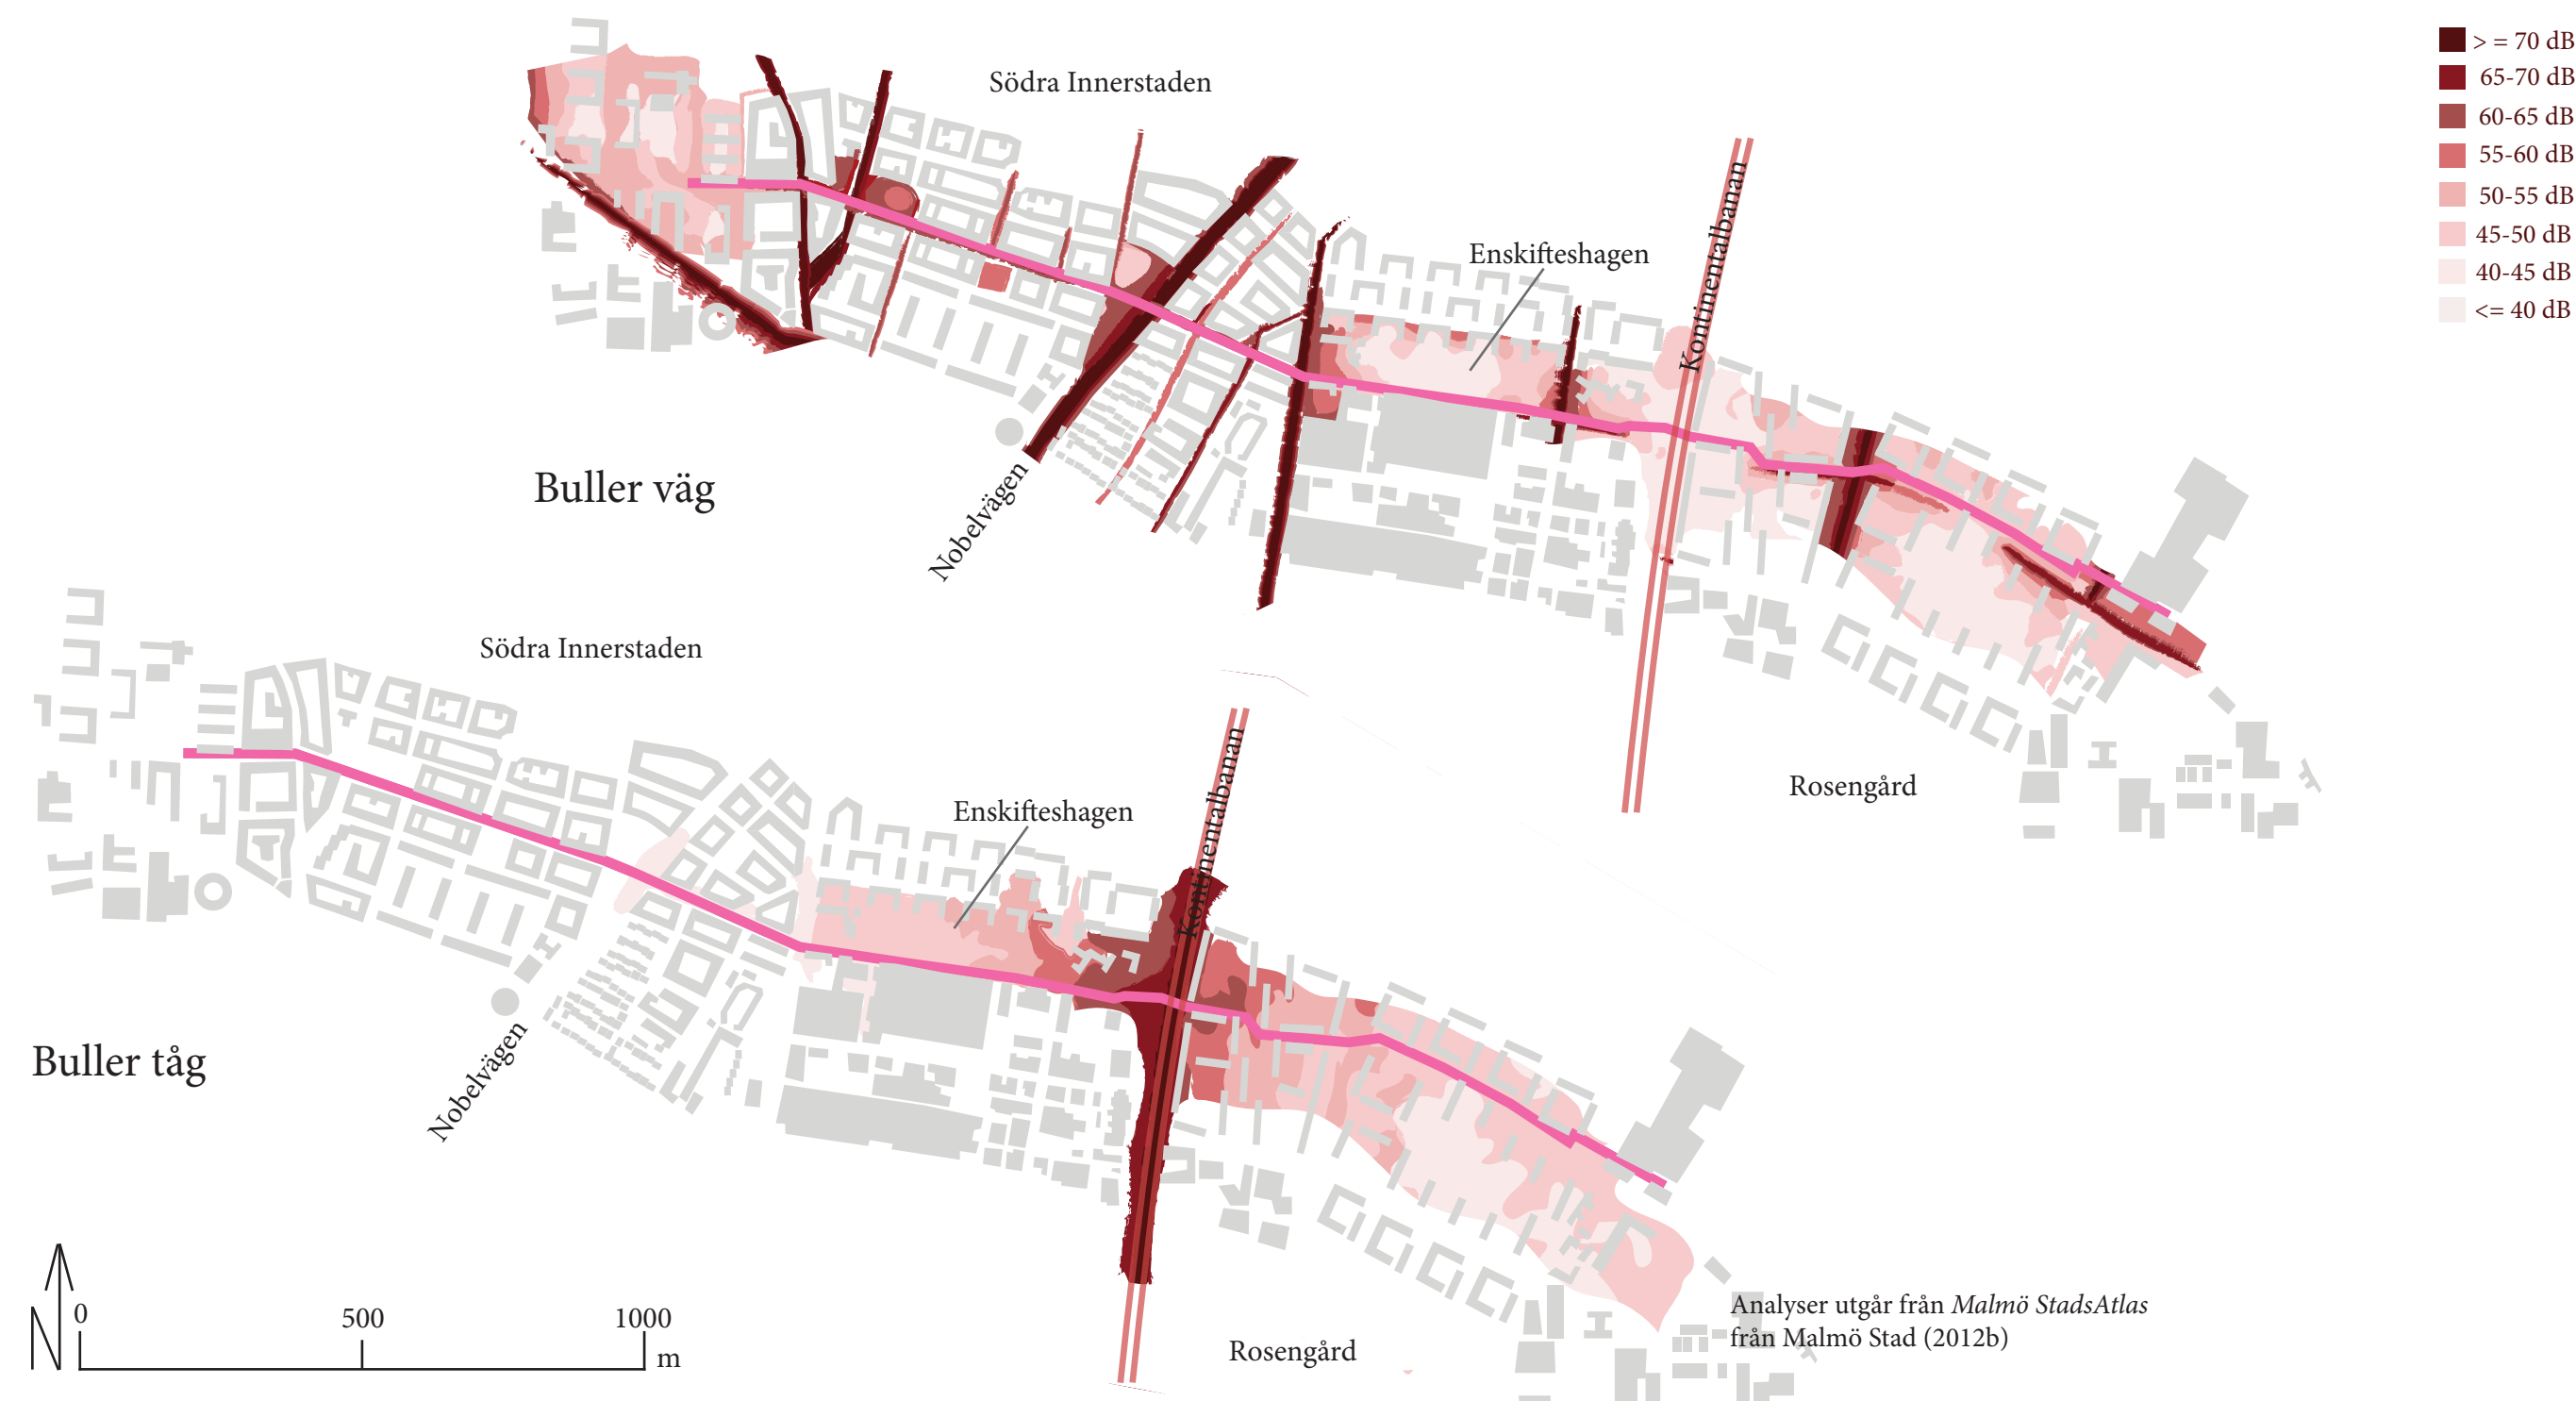 Södra Innerstaden
Enskifteshagen
Kontinentalbanan
Nobelvägen
Buller väg
Rosengård
> = 70 dB
65-70 dB
60-65 dB
55-60 dB
50-55 dB
45-50 dB
40-45 dB
<= 40 dB
Södra Innerstaden
Enskifteshagen
Kontinentalbanan
Nobelvägen
Buller tåg
Rosengård
N
0
500
1000
m
Analyser utgår från Malmö StadsAtlas
från Malmö Stad (2012b)